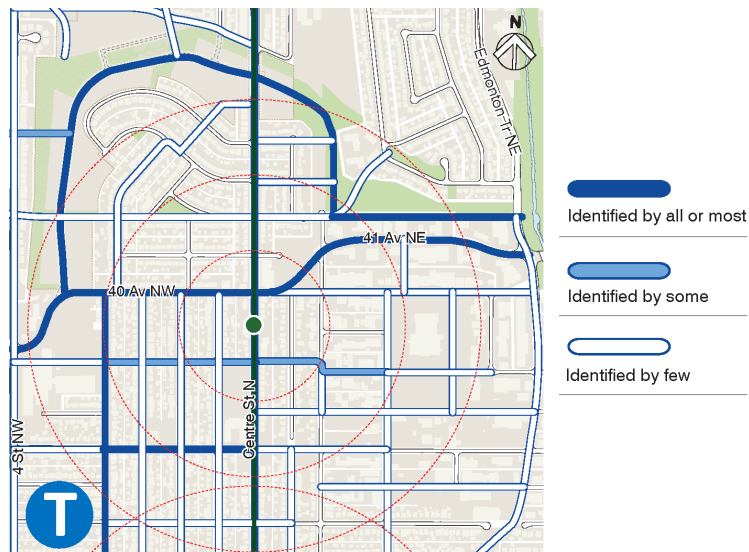 N
Edmonton Tr NE
Identified by all or most
41 Av NE
Identified by some
40 Av NW
Identified by few
Centre St N
4 St NW
T